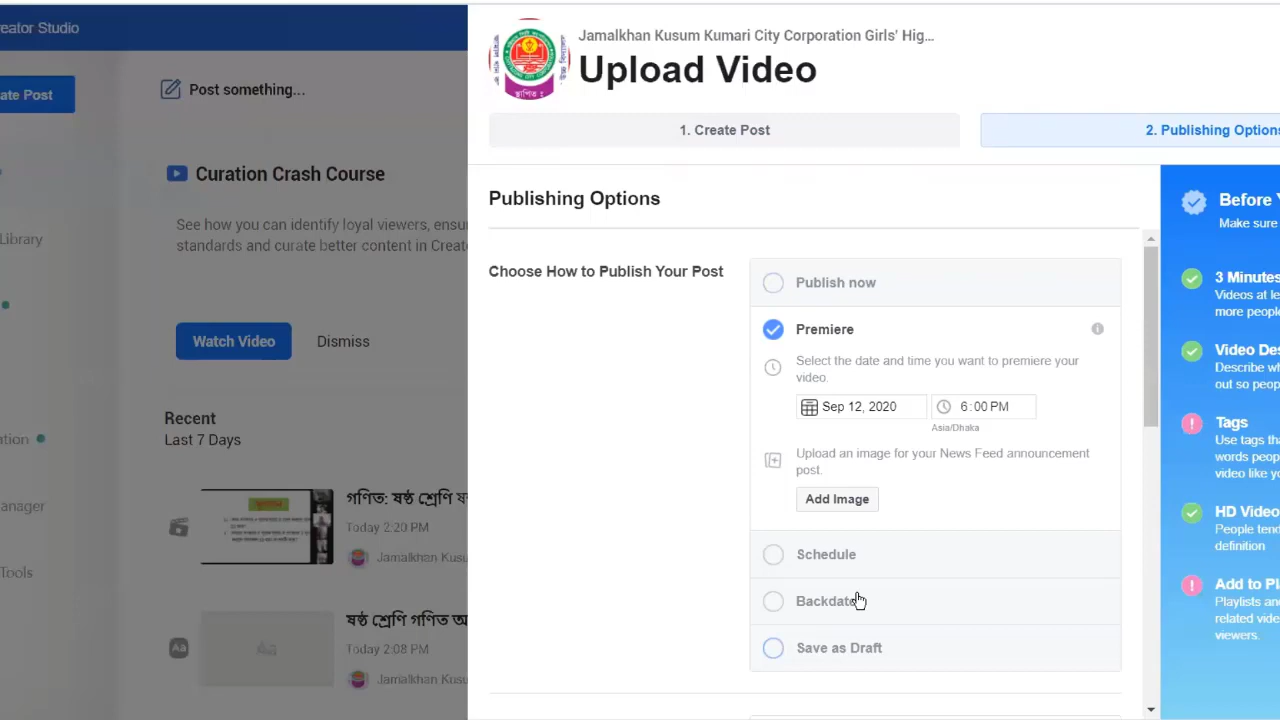 eator Studio
ate Post
Library
ation
anager
Tools
Post something...
Curation Crash Course
See how you can identify loyal viewers, ensu
standards and curate better content in Creat
Watch Video
Dismiss
Recent
Last 7 Days
গণিত: ষষ্ঠ শ্রেণি ষ
Today 2:20 PM
Jamalkhan Kusu
ষষ্ঠ শ্রেণি গণিত অ
Today 2:08 PM
Jamalkhan Kusum
Aa
Jamalkhan Kusum Kumari City Corporation Girls' Hig...
Upload Video
1. Create Post
2. Publishing Options
Publishing Options
Choose How to Publish Your Post
Publish now
Premiere
Select the date and time you want to premiere your
video.
Sep 12, 2020
6:00 PM
Asia/Dhaka
Upload an image for your News Feed announcement
post.
Add Image
Schedule
Backdate
Save as Draft
Before Y
Make sure
3 Minutes
Videos at le
more people
Video Des
Describe wh
out so peop
Tags
Use tags tha
words peop
video like yo
HD Video
People tend
definition
Add to Pl
Playlists and
related vide
viewers.